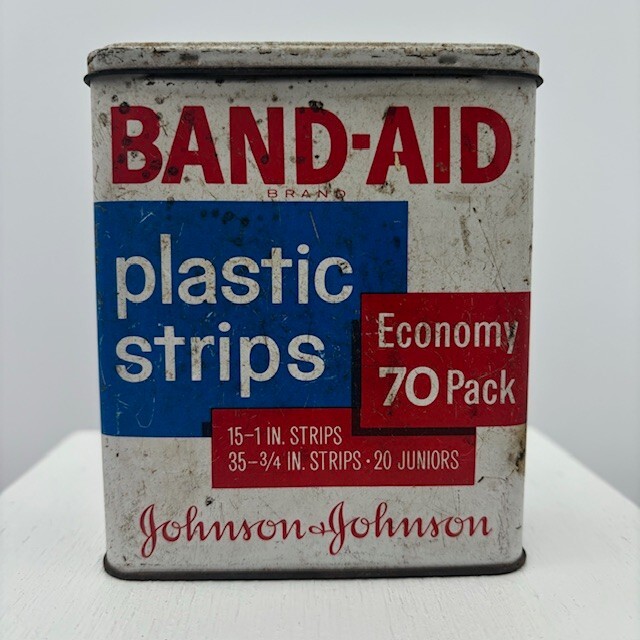 BAND-AID
BRAND
plastic
strips
Economy
70 Pack
15-1 IN. STRIPS
35-3/4 IN. STRIPS • 20 JUNIORS
Johnson & Johnson